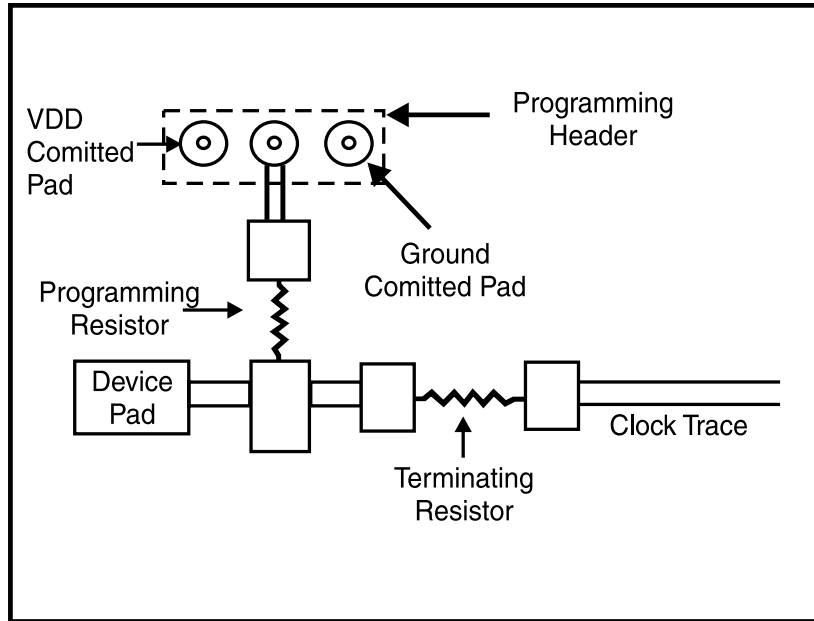 VDD
Comitted
Pad
Programming
Header
Ground
Comitted Pad
Programming
Resistor
Device
Pad
Clock Trace
Terminating
Resistor